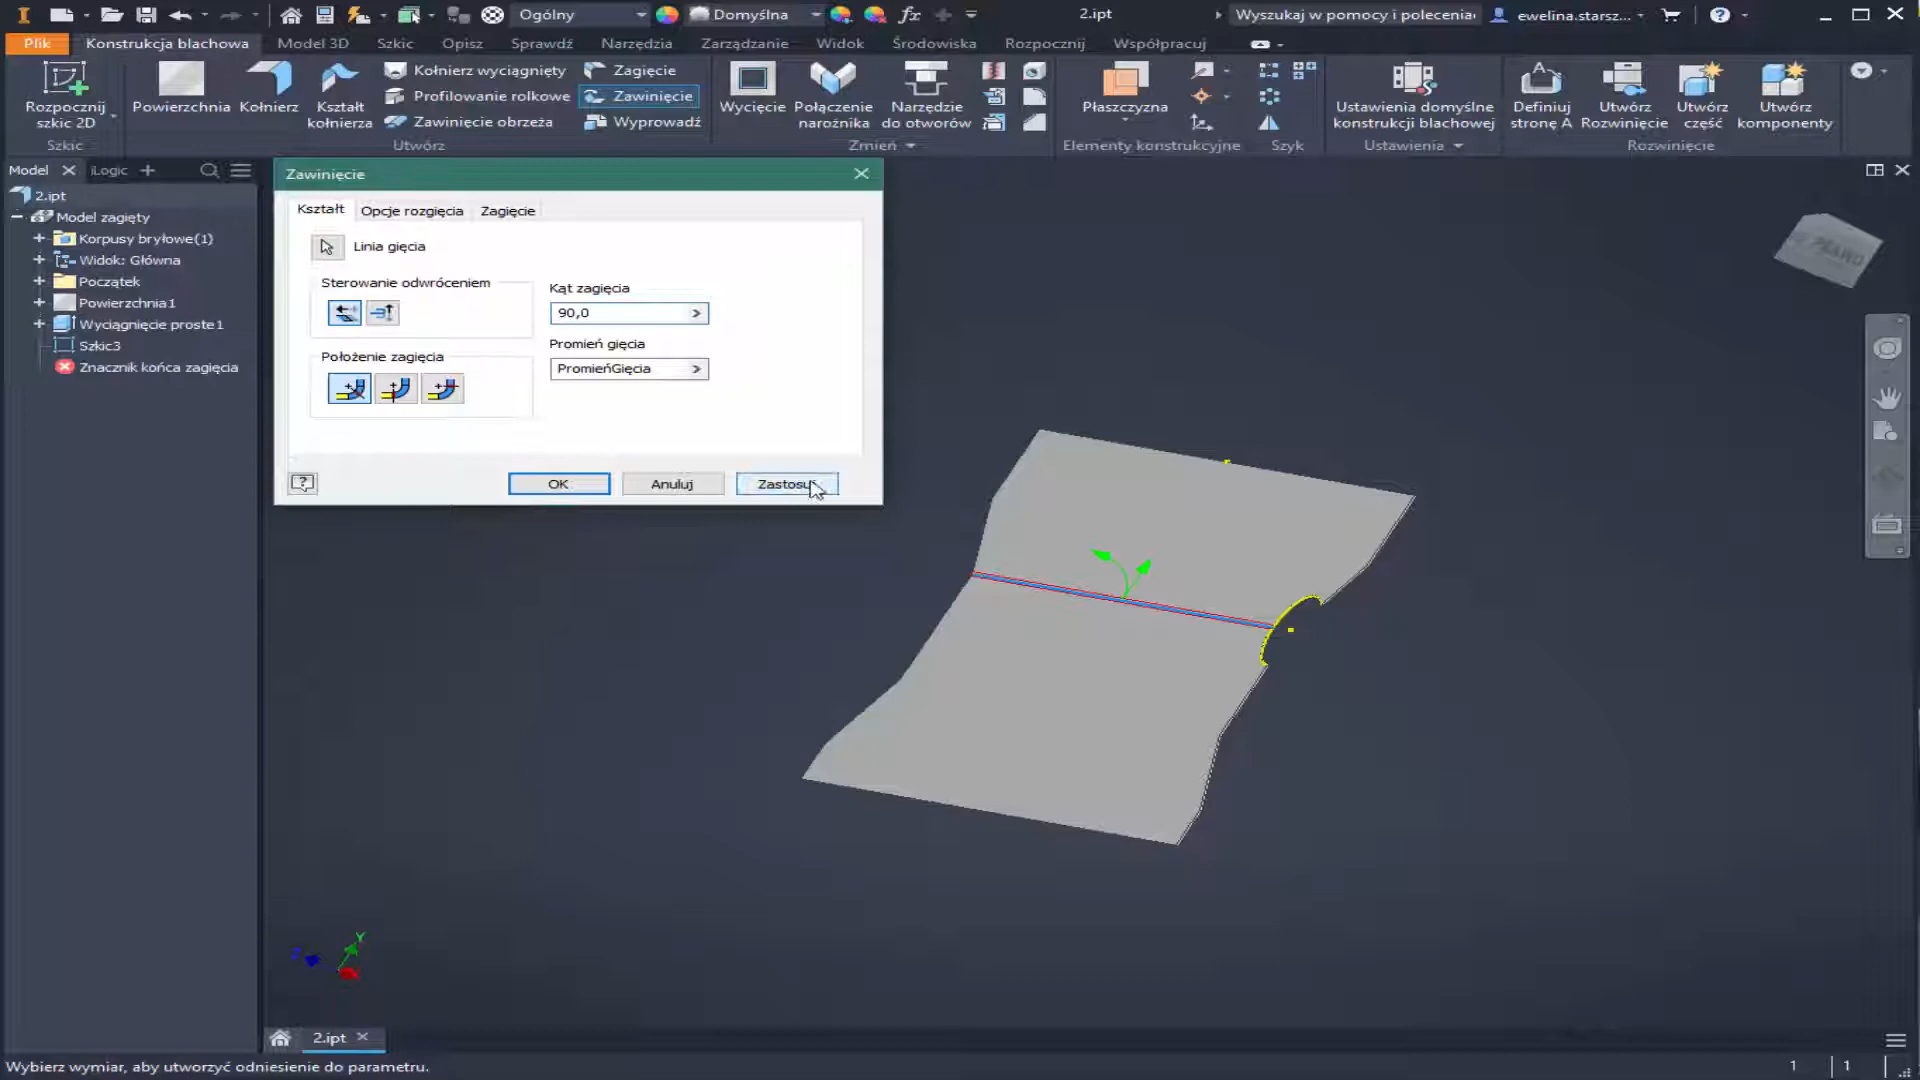 Ogólny
Domyślna
fx
2.ipt
Wyszukaj w pomocy i polecenia
ewelina.starsz...
Plik
Konstrukcja blachowa
Model 3D
Szkic
Opisz
Sprawdź
Narzędzia
Zarządzanie
Widok
Środowiska
Rozpocznij
Współpracuj
Rozpocznij szkic 2D
Powierzchnia
Kołnierz
Kształt kołnierza
Kołnierz wyciągnięty
Profilowanie rolkowe
Zawinięcie obrzeża
Zagięcie
Zawinięcie
Wyprowadź
Wycięcie
Połączenie narożnika
Narzędzie do otworów
Płaszczyzna
Ustawienia domyślne konstrukcji blachowej
Definiuj stronę A
Utwórz Rozwinięcie
Utwórz część
Utwórz komponenty
Szkic
Utwórz
Zmień
Elementy konstrukcyjne
Szyk
Ustawienia
Rozwinięcie
Model
iLogic
2.ipt
Model zagięty
Korpusy bryłowe(1)
Widok: Główna
Początek
Powierzchnia1
Wyciągnięcie proste1
Szkic3
Znacznik końca zagięcia
Zawinięcie
Kształt
Opcje rozgięcia
Zagięcie
Linia gięcia
Sterowanie odwróceniem
Kąt zagięcia
90,0
Promień gięcia
PromieńGięcia
Położenie zagięcia
OK
Anuluj
Zastosuj
Z
Y
2.ipt
Wybierz wymiar, aby utworzyć odniesienie do parametru.
1
1